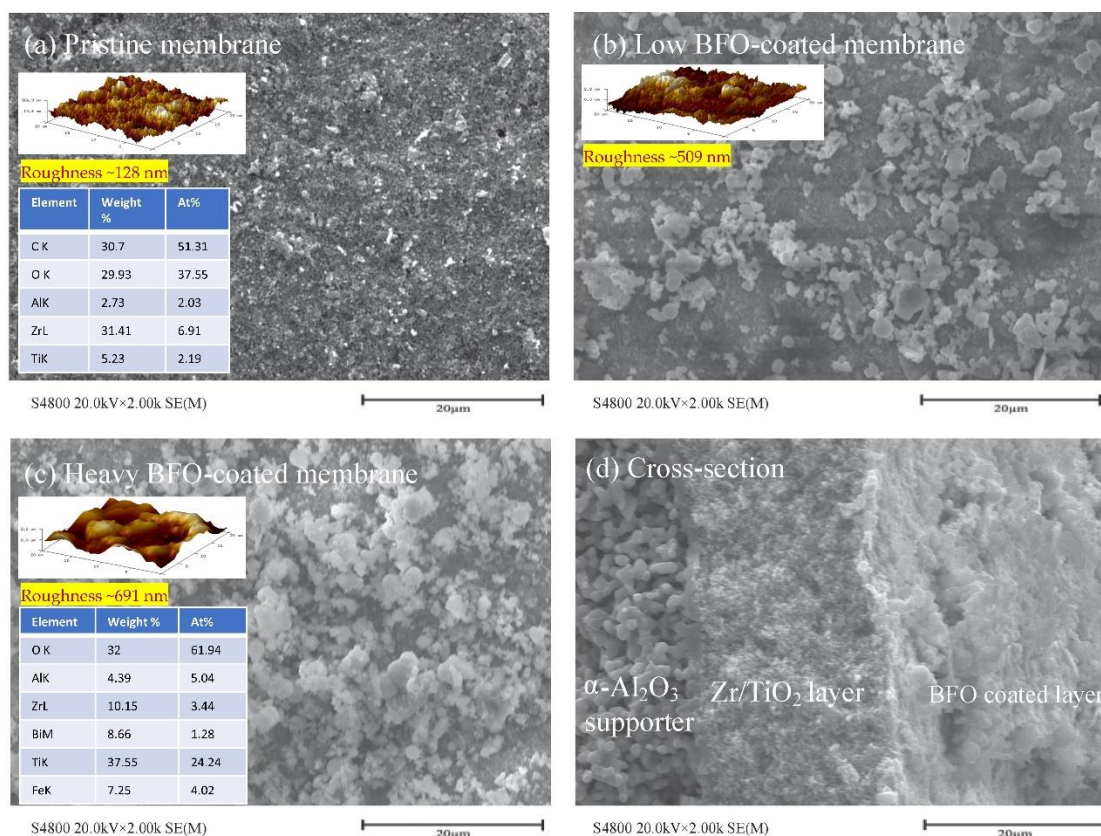 (a) Pristine membrane
Roughness ~128 nm
Element Weight % At%
C K 30.7 51.31
O K 29.93 37.55
AlK 2.73 2.03
ZrL 31.41 6.91
TiK 5.23 2.19
S4800 20.0kV×2.00k SE(M) 20μm
(b) Low BFO-coated membrane
Roughness ~509 nm
S4800 20.0kV×2.00k SE(M) 20μm
(c) Heavy BFO-coated membrane
Roughness ~691 nm
Element Weight % At%
O K 32 61.94
AlK 4.39 5.04
ZrL 10.15 3.44
BiM 8.66 1.28
TiK 37.55 24.24
FeK 7.25 4.02
S4800 20.0kV×2.00k SE(M) 20μm
(d) Cross-section
α-Al₂O₃ supporter
Zr/TiO₂ layer
BFO coated layer
S4800 20.0kV×2.00k SE(M) 20μm